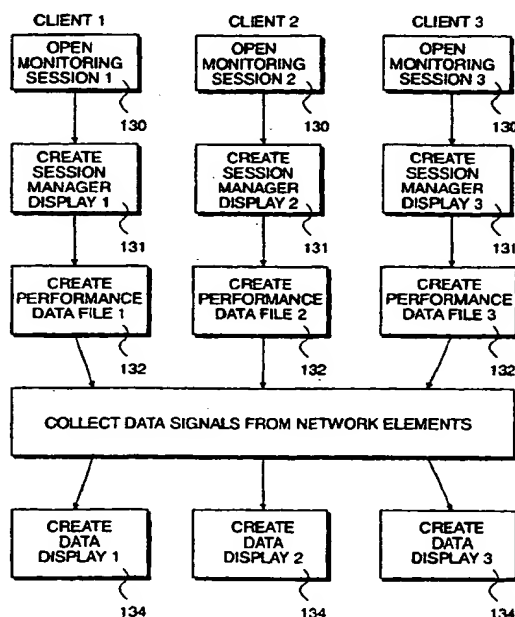 CLIENT 1 CLIENT 2 CLIENT 3
OPEN MONITORING SESSION 1
OPEN MONITORING SESSION 2
OPEN MONITORING SESSION 3
130 130 130
CREATE SESSION MANAGER DISPLAY 1
CREATE SESSION MANAGER DISPLAY 2
CREATE SESSION MANAGER DISPLAY 3
131 131 131
CREATE PERFORMANCE DATA FILE 1
CREATE PERFORMANCE DATA FILE 2
CREATE PERFORMANCE DATA FILE 3
132 132 132
COLLECT DATA SIGNALS FROM NETWORK ELEMENTS
CREATE DATA DISPLAY 1
CREATE DATA DISPLAY 2
CREATE DATA DISPLAY 3
134 134 134